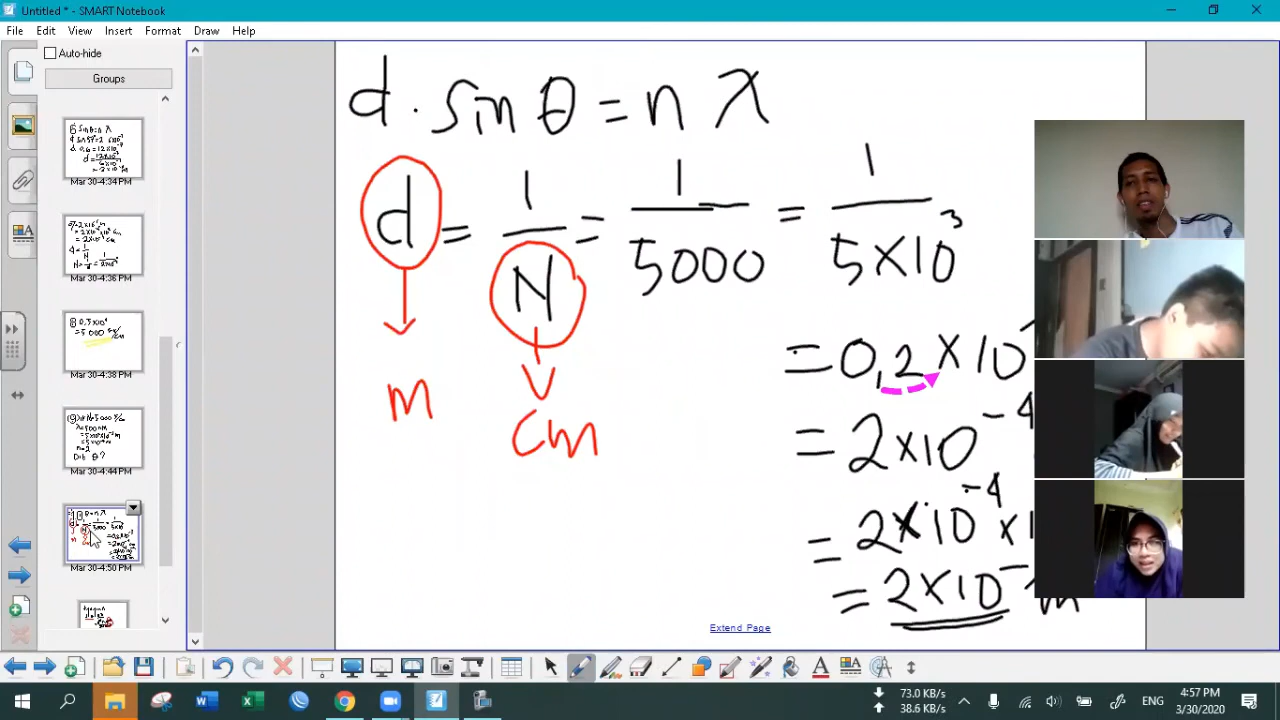 Untitled * - SMART Notebook
File Edit View Insert Format Draw Help
Auto-hide
Groups
Mar 30-4:34 PM
Mar 30-4:36 PM
Mar 30-4:38 PM
Mar 30-4:44 PM
Mar 30-4:50 PM
d . sin θ = n λ
d = 1/N = 1/5000 = 1/5×10³
= 0,2 × 10⁻
m
= 2×10⁻⁴
cm
= 2×10⁻⁴ × 1
= 2×10⁻ m
Extend Page
73.0 KB/s
38.6 KB/s
ENG
4:57 PM
3/30/2020